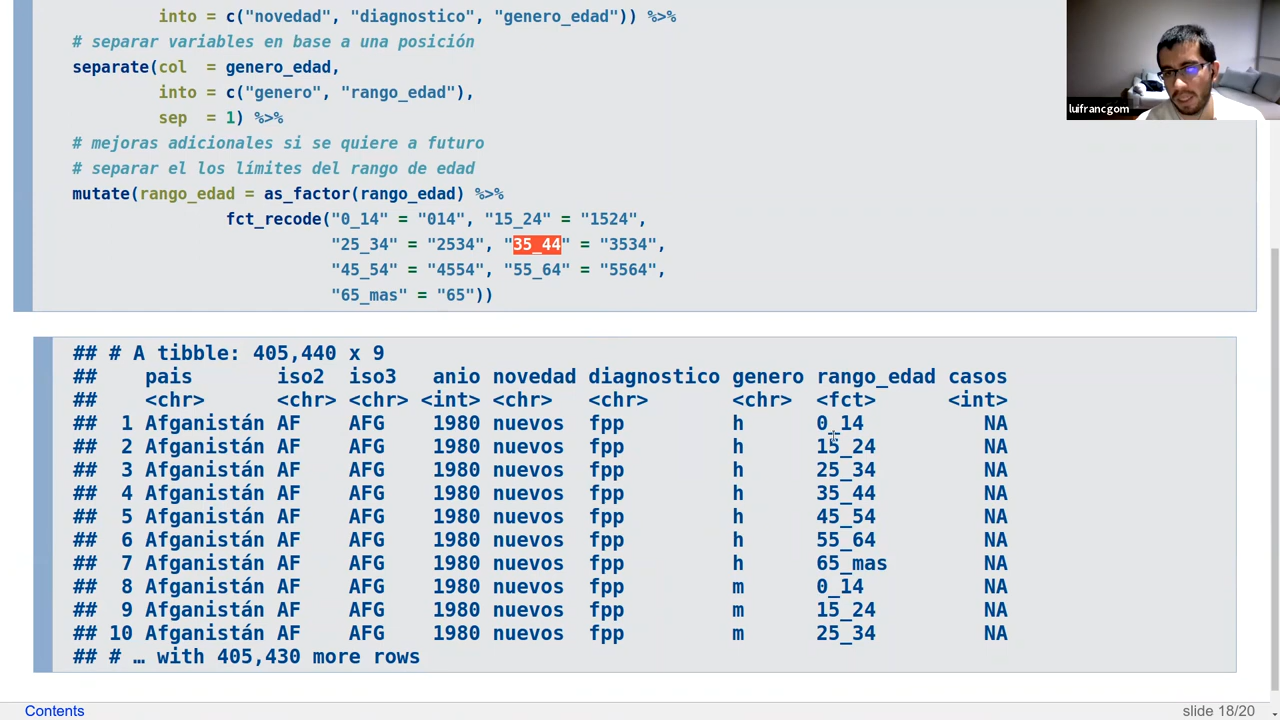 into = c("novedad", "diagnostico", "genero_edad")) %>%
# separar variables en base a una posición
separate(col  = genero_edad,
into = c("genero", "rango_edad"),
sep  = 1) %>%
# mejoras adicionales si se quiere a futuro
# separar el los límites del rango de edad
mutate(rango_edad = as_factor(rango_edad) %>%
fct_recode("0_14" = "014", "15_24" = "1524",
"25_34" = "2534", "35_44" = "3534",
"45_54" = "4554", "55_64" = "5564",
"65_mas" = "65"))
luifrancgom
## # A tibble: 405,440 x 9
##    pais       iso2  iso3   anio novedad diagnostico genero rango_edad casos
##    <chr>      <chr> <chr> <int> <chr>   <chr>       <chr>  <fct>      <int>
##  1 Afganistán AF    AFG    1980 nuevos  fpp         h      0_14          NA
##  2 Afganistán AF    AFG    1980 nuevos  fpp         h      15_24         NA
##  3 Afganistán AF    AFG    1980 nuevos  fpp         h      25_34         NA
##  4 Afganistán AF    AFG    1980 nuevos  fpp         h      35_44         NA
##  5 Afganistán AF    AFG    1980 nuevos  fpp         h      45_54         NA
##  6 Afganistán AF    AFG    1980 nuevos  fpp         h      55_64         NA
##  7 Afganistán AF    AFG    1980 nuevos  fpp         h      65_mas        NA
##  8 Afganistán AF    AFG    1980 nuevos  fpp         m      0_14          NA
##  9 Afganistán AF    AFG    1980 nuevos  fpp         m      15_24         NA
## 10 Afganistán AF    AFG    1980 nuevos  fpp         m      25_34         NA
## # … with 405,430 more rows
Contents
slide 18/20